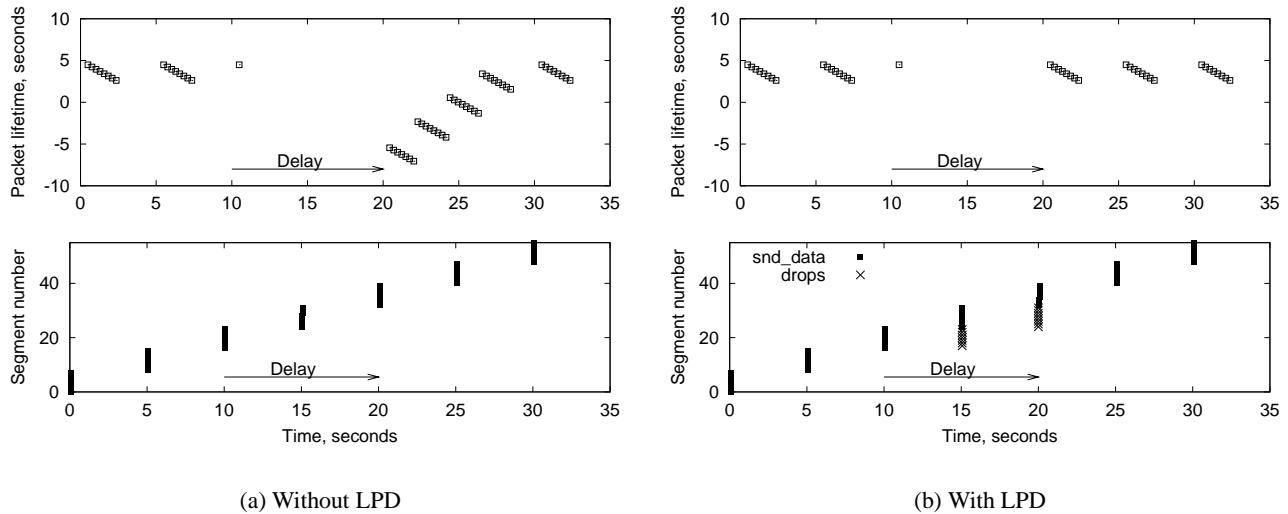 Packet lifetime, seconds
10
5
0
-5
-10
Delay
0 5 10 15 20 25 30 35
Segment number
40
20
0
Delay
0 5 10 15 20 25 30 35
Time, seconds
(a) Without LPD
Packet lifetime, seconds
10
5
0
-5
-10
Delay
0 5 10 15 20 25 30 35
Segment number
40
20
0
snd_data
drops
Delay
0 5 10 15 20 25 30 35
Time, seconds
(b) With LPD